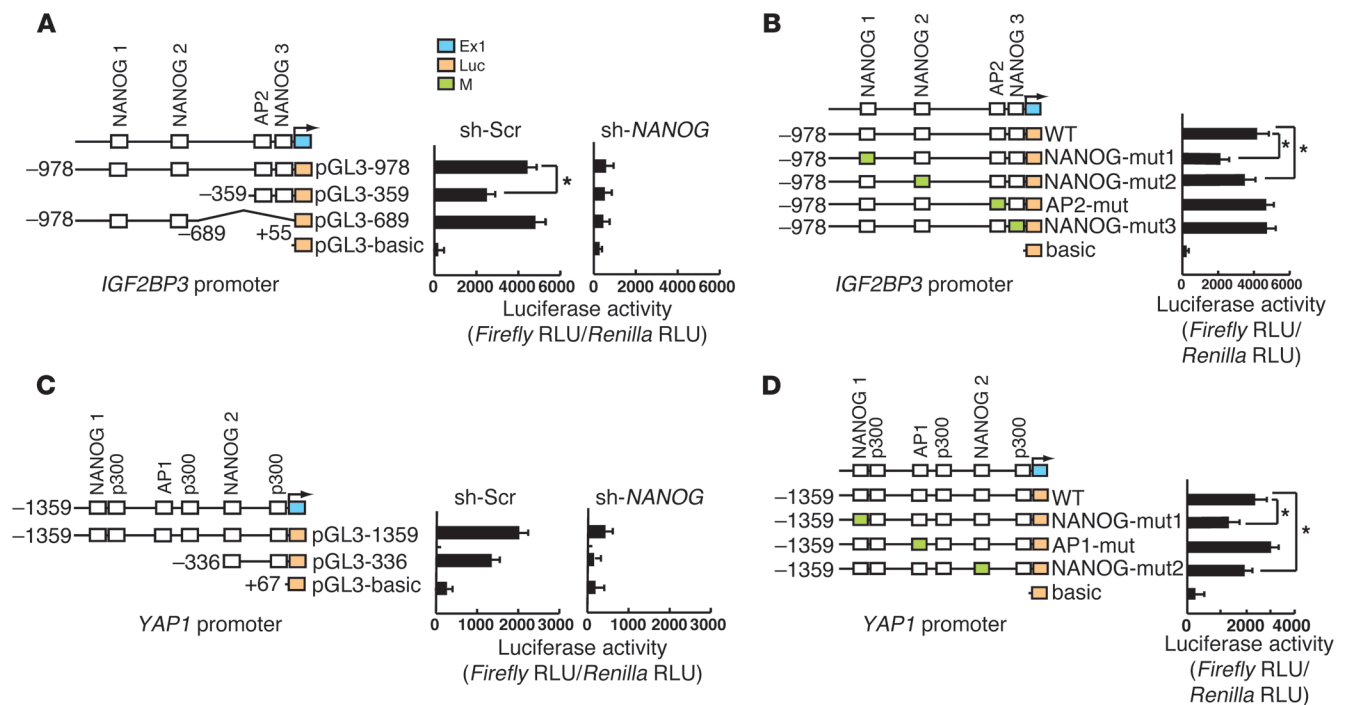 A
NANOG 1
NANOG 2
AP2
NANOG 3
Ex1
Luc
M
sh-Scr
sh-NANOG
–978
pGL3-978
–359
pGL3-359
–978
pGL3-689
–689
+55
pGL3-basic
*
0 2000 4000 6000
0 2000 4000 6000
IGF2BP3 promoter
Luciferase activity
(Firefly RLU/Renilla RLU)
B
NANOG 1
NANOG 2
AP2
NANOG 3
–978
WT
–978
NANOG-mut1
–978
NANOG-mut2
–978
AP2-mut
–978
NANOG-mut3
basic
*
*
0 2000 4000 6000
IGF2BP3 promoter
Luciferase activity
(Firefly RLU/
Renilla RLU)
C
NANOG 1
p300
AP1
p300
NANOG 2
p300
sh-Scr
sh-NANOG
–1359
–1359
pGL3-1359
–336
pGL3-336
+67
pGL3-basic
0 1000 2000 3000
0 1000 2000 3000
YAP1 promoter
Luciferase activity
(Firefly RLU/Renilla RLU)
D
NANOG 1
p300
AP1
p300
NANOG 2
p300
–1359
WT
–1359
NANOG-mut1
–1359
AP1-mut
–1359
NANOG-mut2
basic
*
*
0 2000 4000
YAP1 promoter
Luciferase activity
(Firefly RLU/
Renilla RLU)